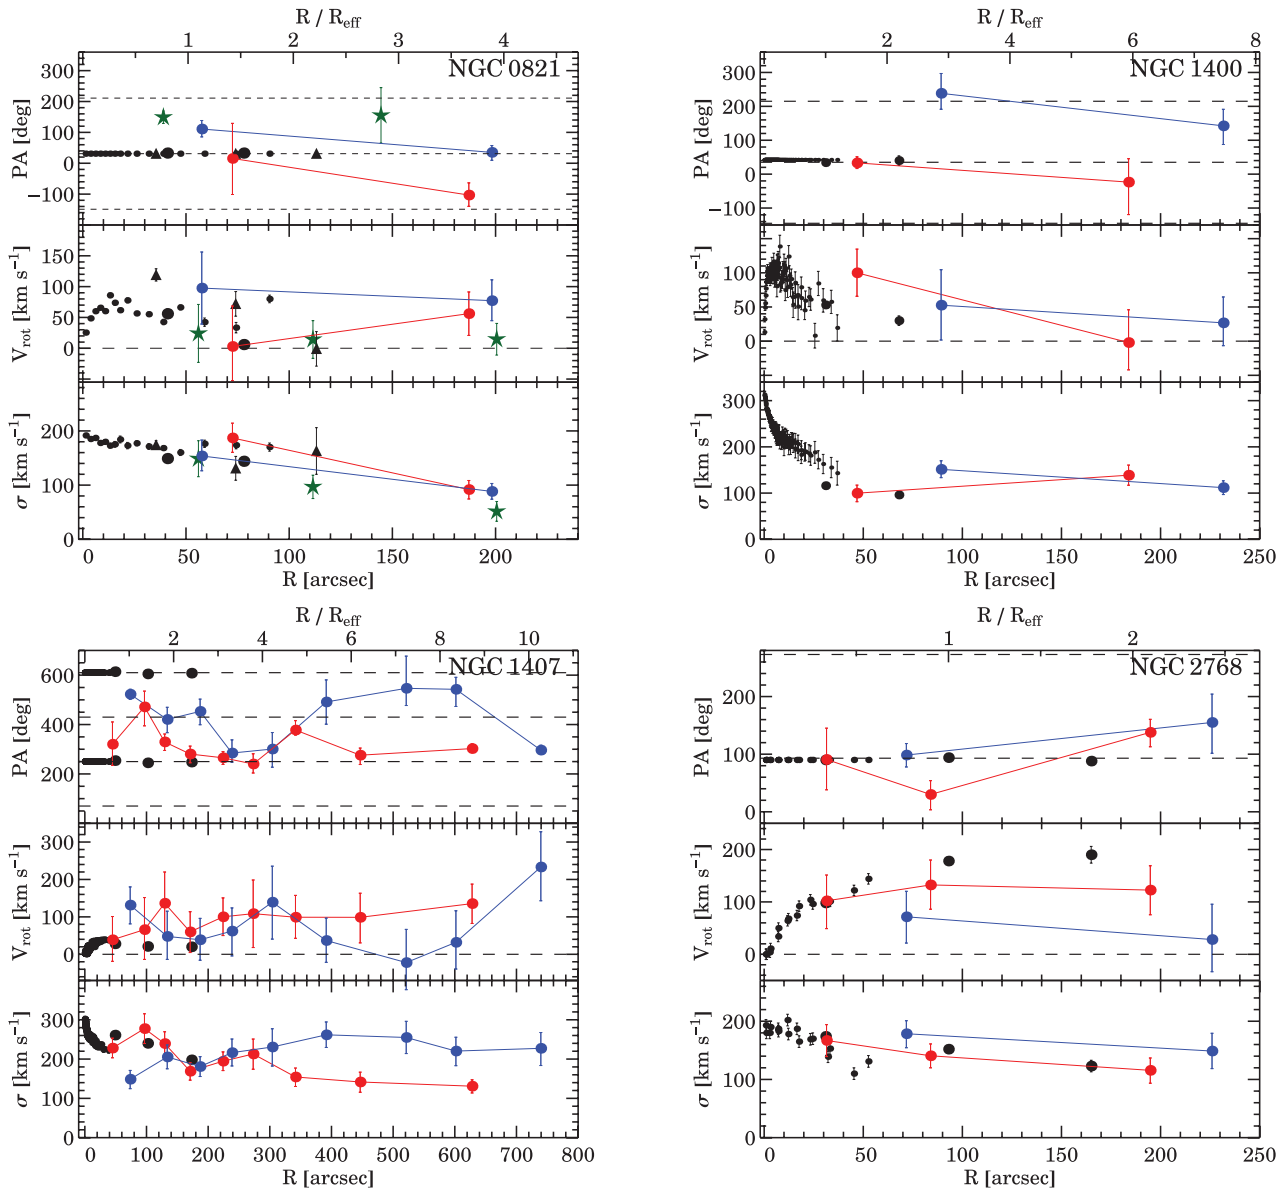 R / R_eff
1 2 3 4
NGC 0821
300
200
100
0
−100
PA [deg]
150
100
50
0
V_rot [km s⁻¹]
300
200
100
0
σ [km s⁻¹]
0 50 100 150 200
R [arcsec]
R / R_eff
2 4 6 8
NGC 1400
300
200
100
0
−100
PA [deg]
100
50
0
V_rot [km s⁻¹]
300
200
100
0
σ [km s⁻¹]
0 50 100 150 200 250
R [arcsec]
R / R_eff
2 4 6 8 10
NGC 1407
600
400
200
PA [deg]
300
200
100
0
V_rot [km s⁻¹]
300
200
100
0
σ [km s⁻¹]
0 100 200 300 400 500 600 700 800
R [arcsec]
R / R_eff
1 2
NGC 2768
200
100
0
PA [deg]
200
100
0
V_rot [km s⁻¹]
200
100
0
σ [km s⁻¹]
0 50 100 150 200 250
R [arcsec]